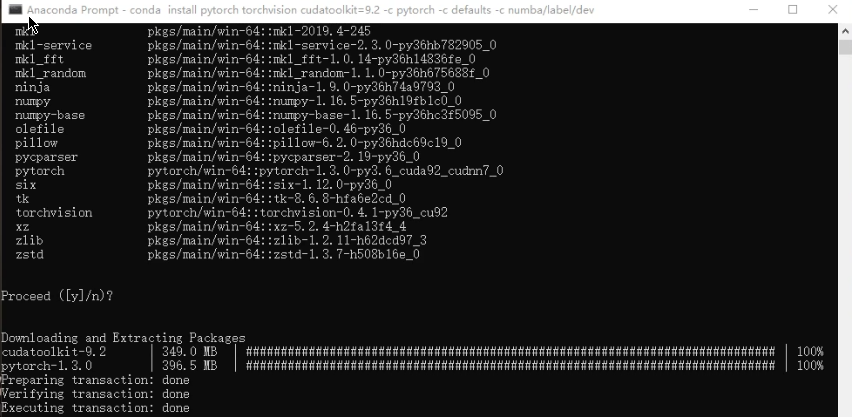 Anaconda Prompt - conda install pytorch torchvision cudatoolkit=9.2 -c pytorch -c defaults -c numba/label/dev
mkl pkgs/main/win-64::mkl-2019.4-245
mkl-service pkgs/main/win-64::mkl-service-2.3.0-py36hb782905_0
mkl_fft pkgs/main/win-64::mkl_fft-1.0.14-py36h14836fe_0
mkl_random pkgs/main/win-64::mkl_random-1.1.0-py36h675688f_0
ninja pkgs/main/win-64::ninja-1.9.0-py36h74a9793_0
numpy pkgs/main/win-64::numpy-1.16.5-py36h19fb1c0_0
numpy-base pkgs/main/win-64::numpy-base-1.16.5-py36hc3f5095_0
olefile pkgs/main/win-64::olefile-0.46-py36_0
pillow pkgs/main/win-64::pillow-6.2.0-py36hdc69c19_0
pycparser pkgs/main/win-64::pycparser-2.19-py36_0
pytorch pytorch/win-64::pytorch-1.3.0-py3.6_cuda92_cudnn7_0
six pkgs/main/win-64::six-1.12.0-py36_0
tk pkgs/main/win-64::tk-8.6.8-hfa6e2cd_0
torchvision pytorch/win-64::torchvision-0.4.1-py36_cu92
xz pkgs/main/win-64::xz-5.2.4-h2fa13f4_4
zlib pkgs/main/win-64::zlib-1.2.11-h62dcd97_3
zstd pkgs/main/win-64::zstd-1.3.7-h508b16e_0
Proceed ([y]/n)?
Downloading and Extracting Packages
cudatoolkit-9.2 | 349.0 MB | ############################################################################ | 100%
pytorch-1.3.0 | 396.5 MB | ############################################################################ | 100%
Preparing transaction: done
Verifying transaction: done
Executing transaction: done